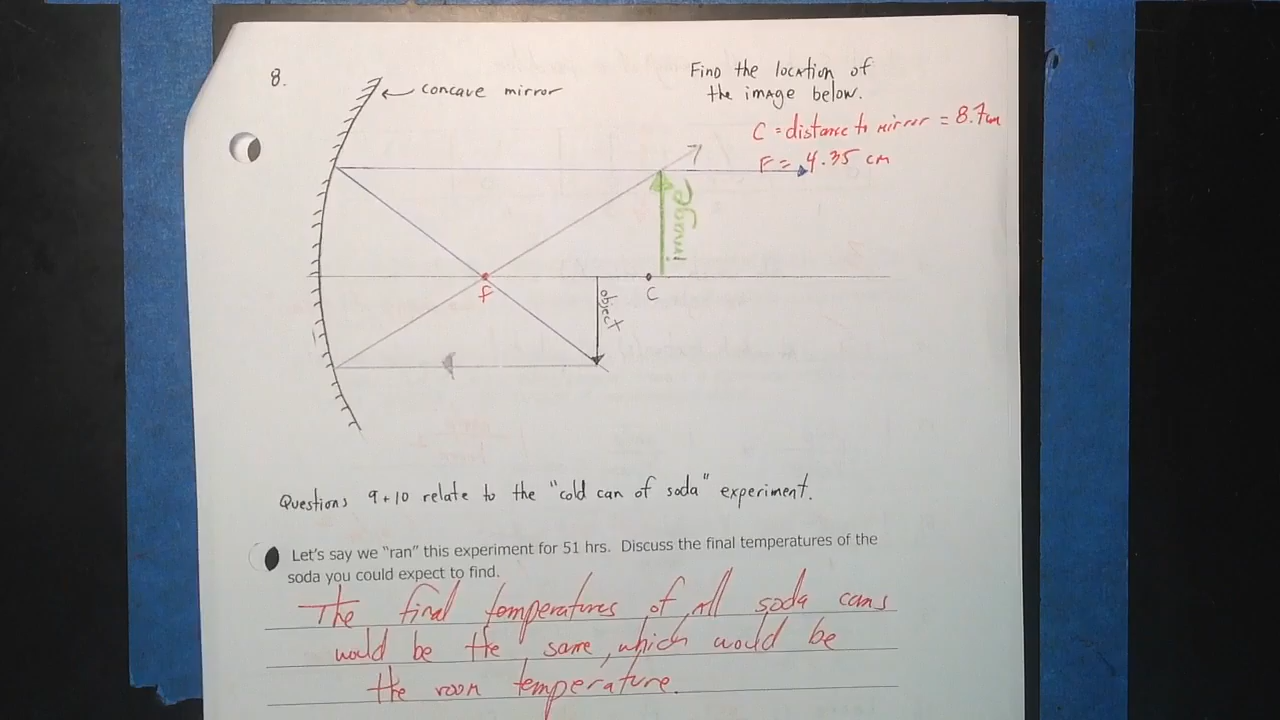 8.
concave mirror
Find the location of
the image below.
C = distance to mirror = 8.7cm
F = 4.35 cm
image
f
C
object
Questions 9 + 10 relate to the "cold can of soda" experiment.
Let's say we "ran" this experiment for 51 hrs. Discuss the final temperatures of the
soda you could expect to find.
The final temperatures of all soda cans
would be the same, which would be
the room temperature.